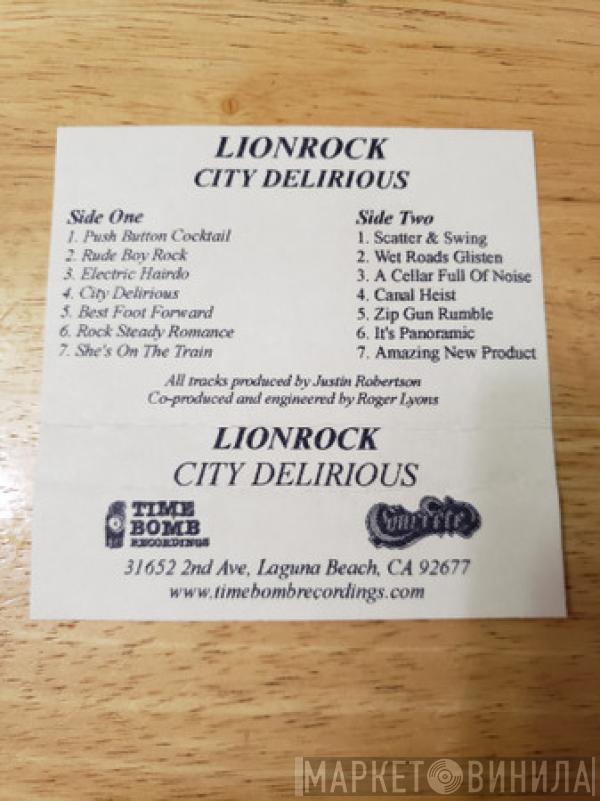 LIONROCK
CITY DELIRIOUS
Side One
1. Push Button Cocktail
2. Rude Boy Rock
3. Electric Hairdo
4. City Delirious
5. Best Foot Forward
6. Rock Steady Romance
7. She's On The Train
Side Two
1. Scatter & Swing
2. Wet Roads Glisten
3. A Cellar Full Of Noise
4. Canal Heist
5. Zip Gun Rumble
6. It's Panoramic
7. Amazing New Product
All tracks produced by Justin Robertson
Co-produced and engineered by Roger Lyons
LIONROCK
CITY DELIRIOUS
TIME
BOMB
RECORDINGS
Concrete
31652 2nd Ave, Laguna Beach, CA 92677
www.timebombrecordings.com
МАРКЕТ ВИНИЛА